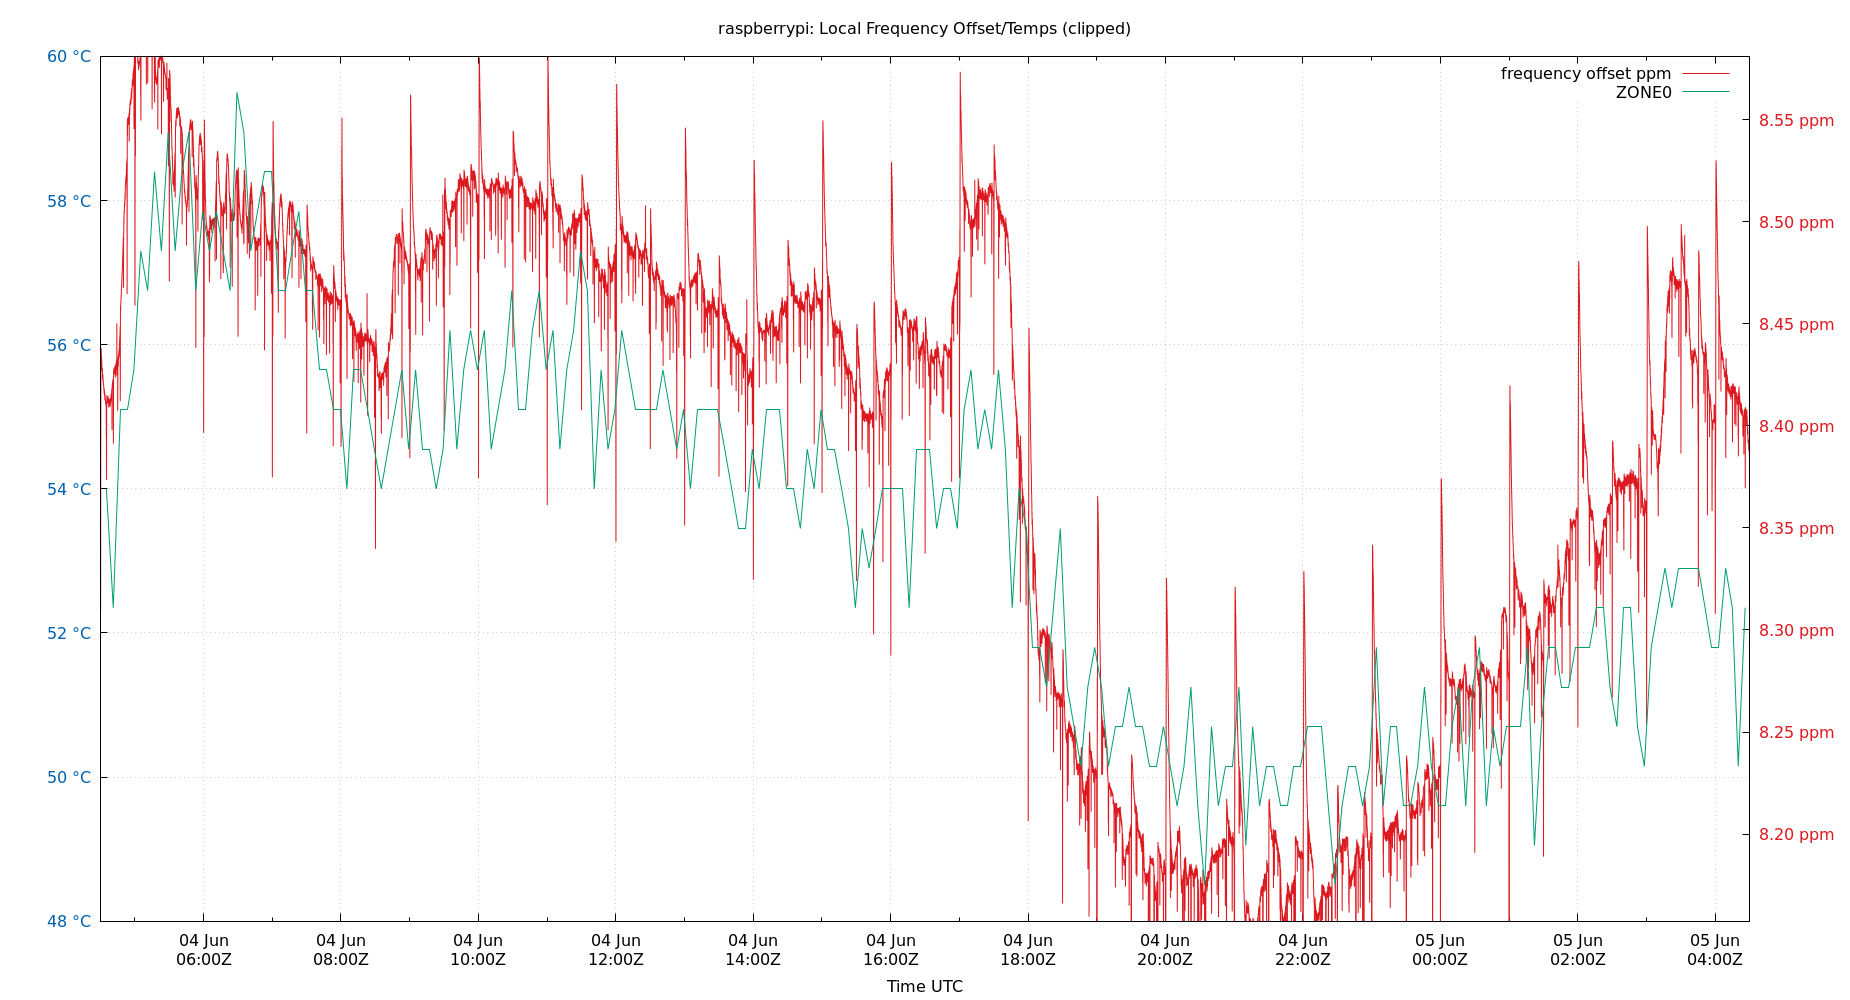 raspberrypi: Local Frequency Offset/Temps (clipped)
frequency offset ppm
ZONE0
60 °C
58 °C
56 °C
54 °C
52 °C
50 °C
48 °C
8.55 ppm
8.50 ppm
8.45 ppm
8.40 ppm
8.35 ppm
8.30 ppm
8.25 ppm
8.20 ppm
04 Jun 04 Jun 04 Jun 04 Jun 04 Jun 04 Jun 04 Jun 04 Jun 04 Jun 05 Jun 05 Jun 05 Jun
06:00Z 08:00Z 10:00Z 12:00Z 14:00Z 16:00Z 18:00Z 20:00Z 22:00Z 00:00Z 02:00Z 04:00Z
Time UTC